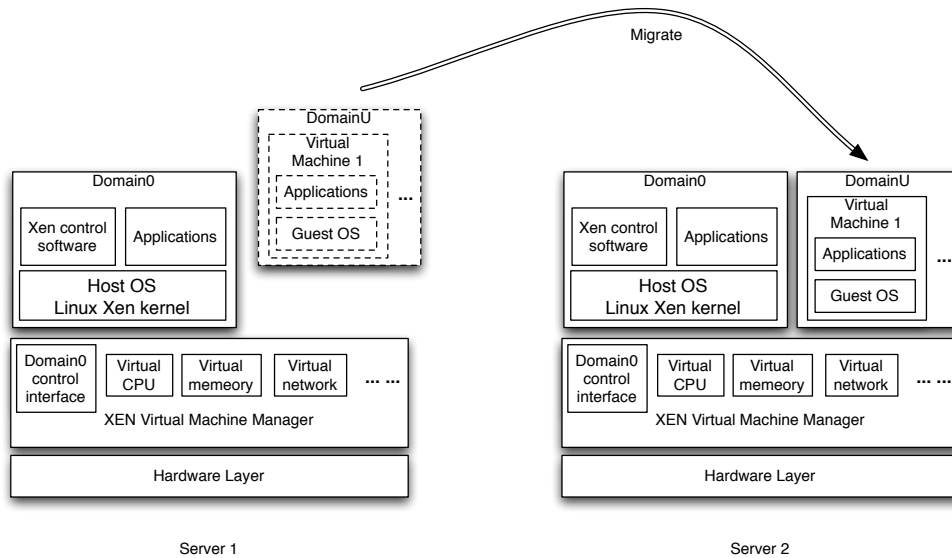 Migrate
DomainU
Virtual
Machine 1
Applications
Guest OS
...
Domain0
Xen control
software
Applications
Host OS
Linux Xen kernel
Domain0
control
interface
Virtual
CPU
Virtual
memeory
Virtual
network
... ...
XEN Virtual Machine Manager
Hardware Layer
Server 1
Domain0
Xen control
software
Applications
Host OS
Linux Xen kernel
DomainU
Virtual
Machine 1
Applications
Guest OS
...
Domain0
control
interface
Virtual
CPU
Virtual
memeory
Virtual
network
... ...
XEN Virtual Machine Manager
Hardware Layer
Server 2